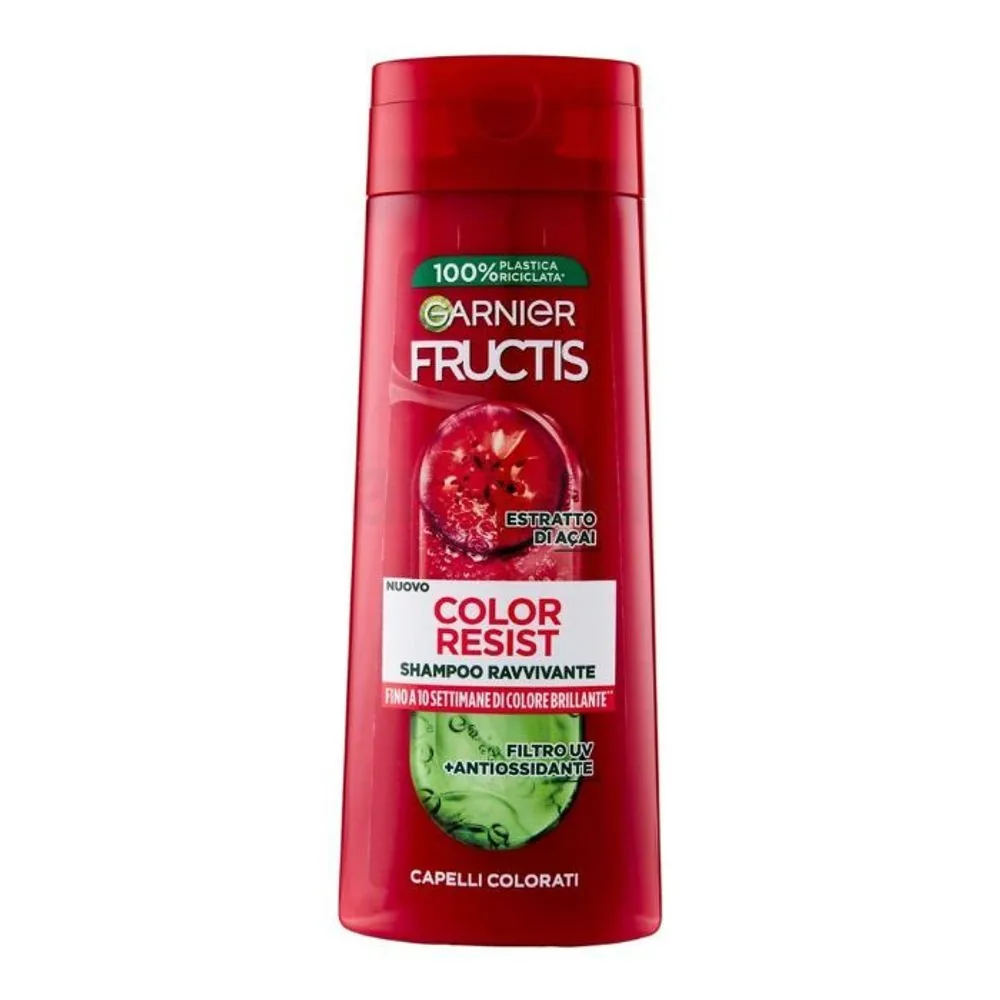 100% PLASTICA RICICLATA*
GARNIER
FRUCTIS
ESTRATTO
DI AÇAI
NUOVO
COLOR
RESIST
SHAMPOO RAVVIVANTE
FINO A 10 SETTIMANE DI COLORE BRILLANTE**
FILTRO UV
+ANTIOSSIDANTE
CAPELLI COLORATI